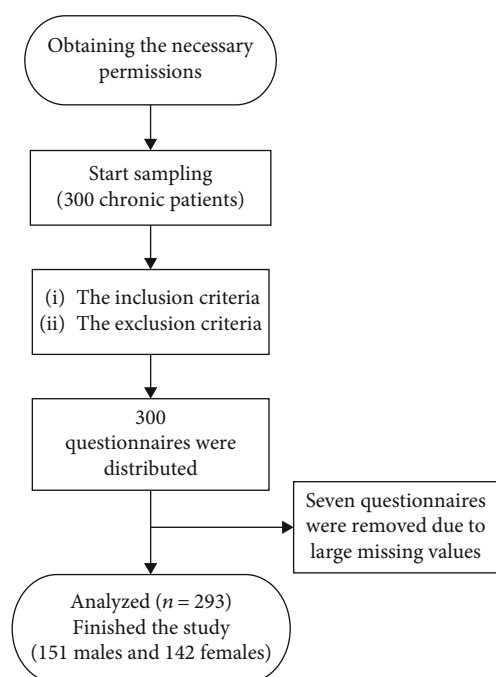 Obtaining the necessary
permissions
Start sampling
(300 chronic patients)
(i) The inclusion criteria
(ii) The exclusion criteria
300
questionnaires were
distributed
Seven questionnaires
were removed due to
large missing values
Analyzed (n = 293)
Finished the study
(151 males and 142 females)